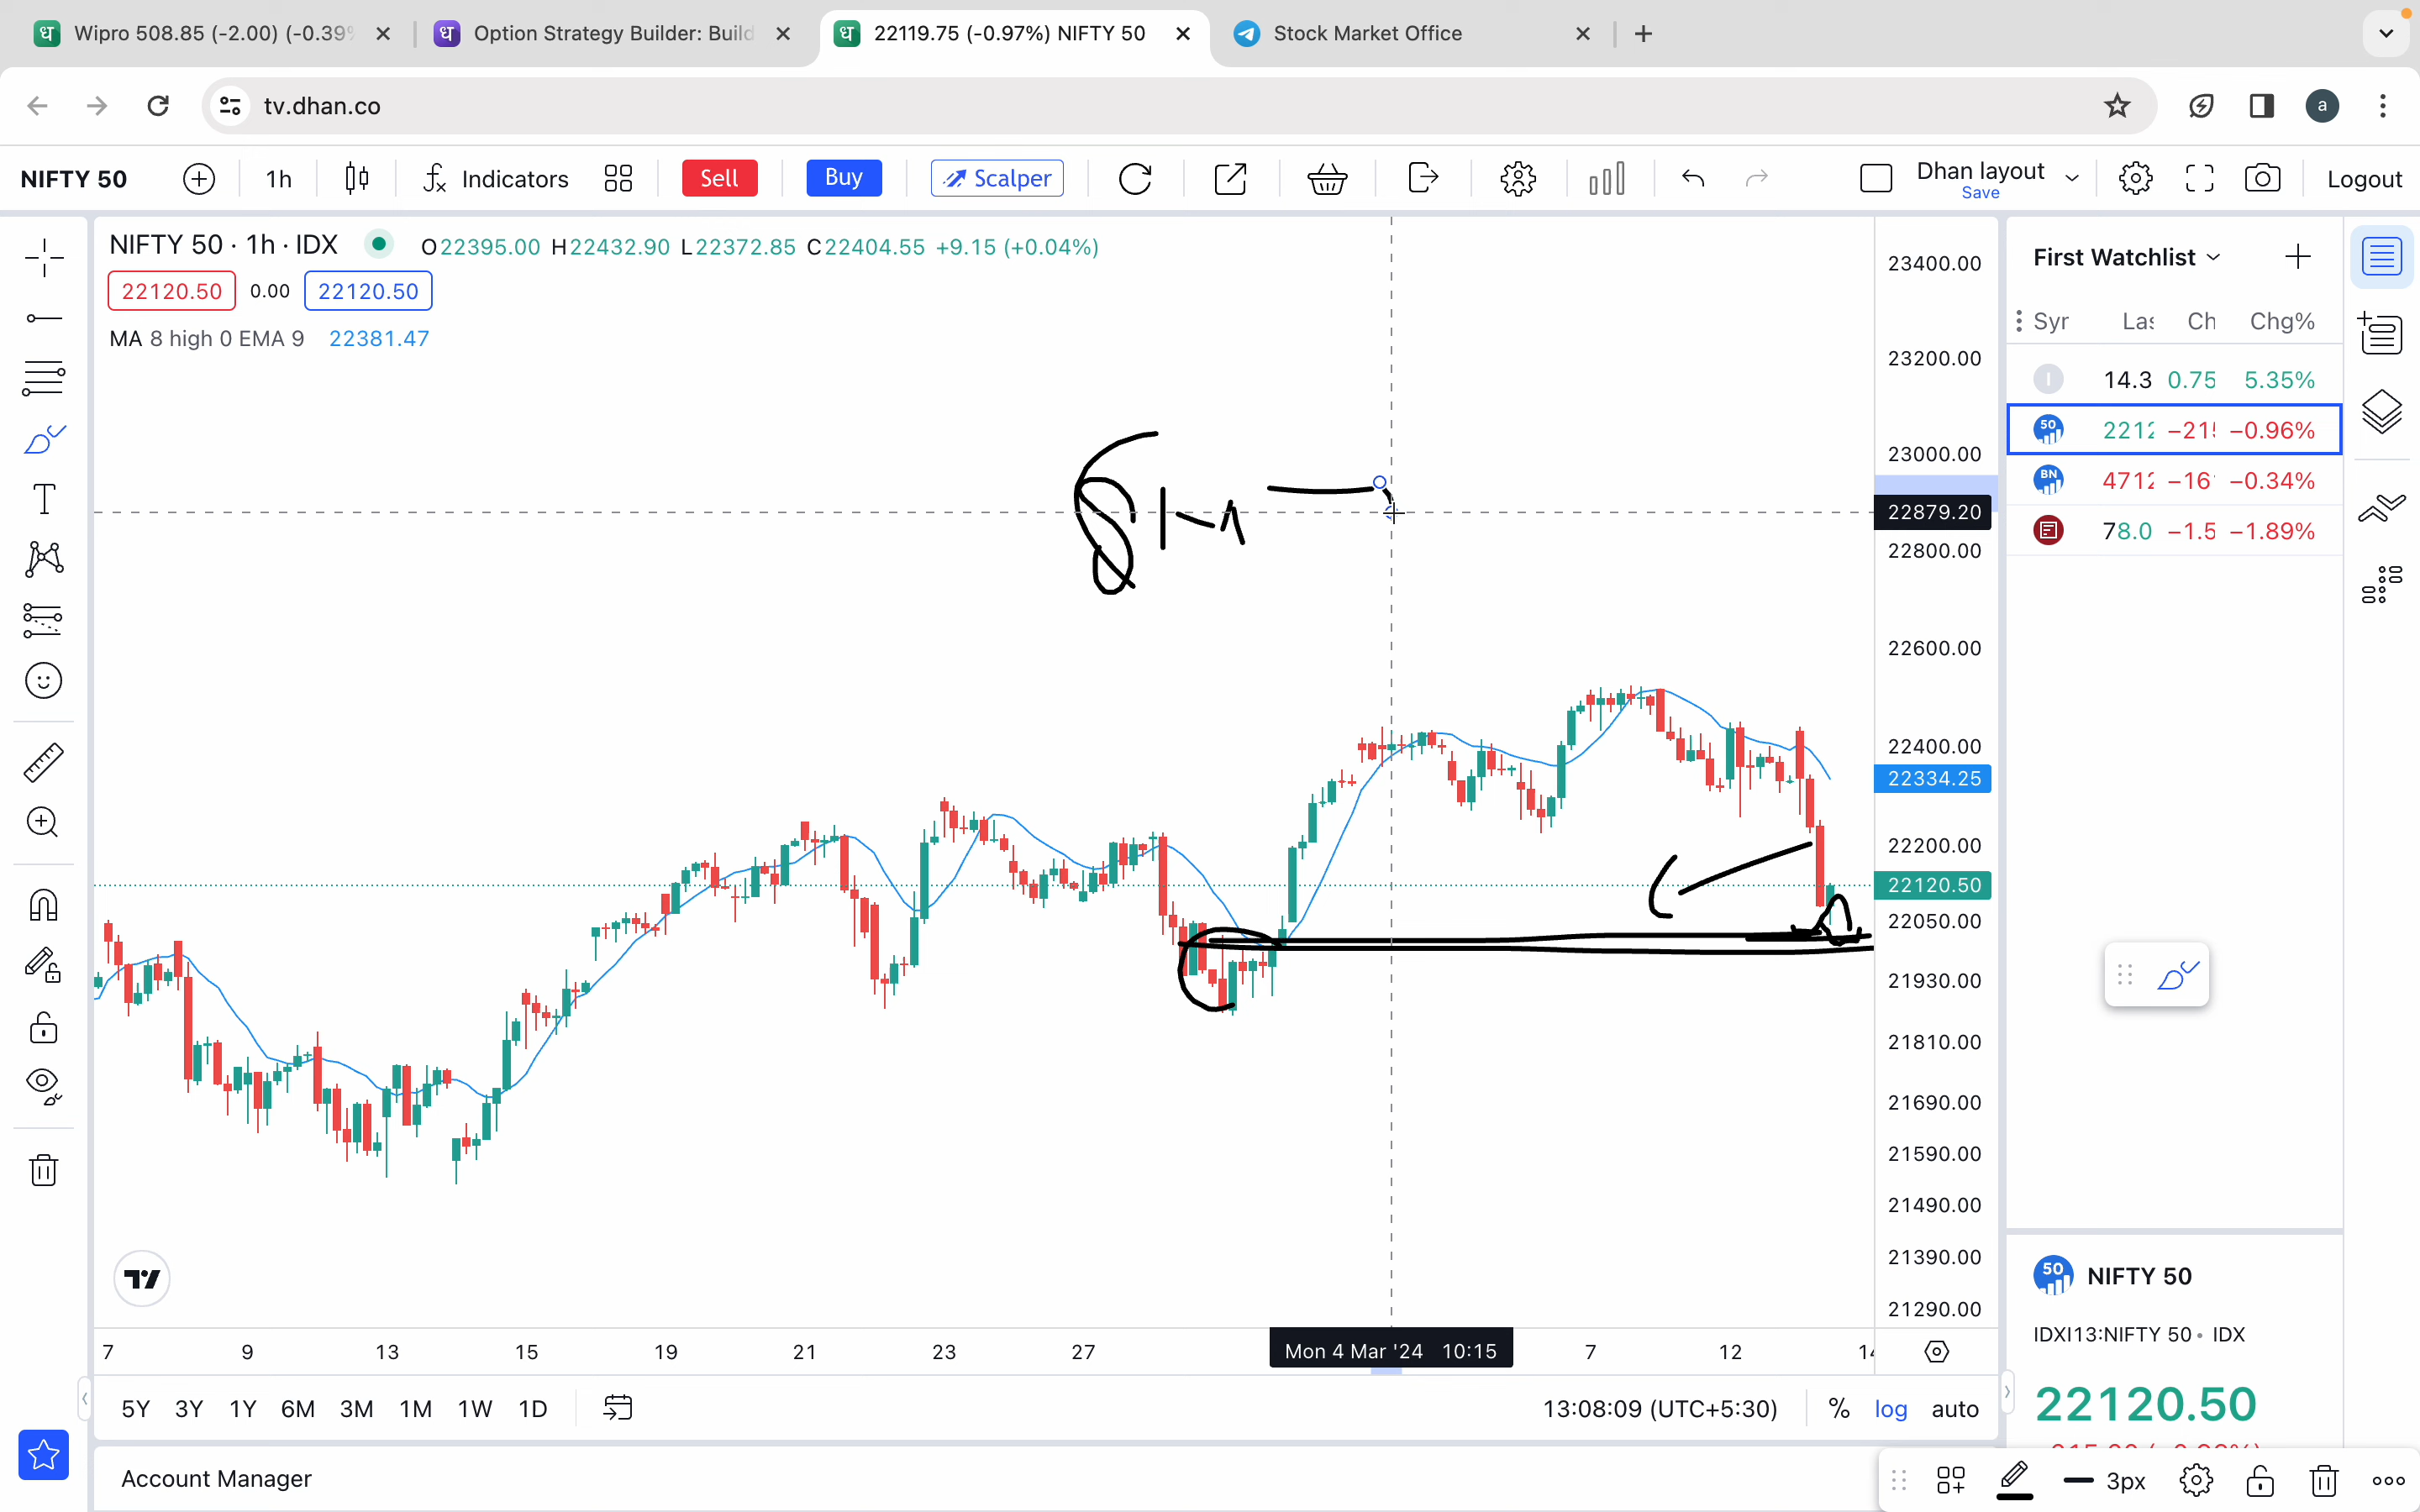 Wipro 508.85 (-2.00) (-0.39%
Option Strategy Builder: Build
22119.75 (-0.97%) NIFTY 50
Stock Market Office
tv.dhan.co
a
NIFTY 50
1h
Indicators
Sell
Buy
Scalper
Dhan layout
Save
Logout
NIFTY 50 · 1h · IDX
O22395.00 H22432.90 L22372.85 C22404.55 +9.15 (+0.04%)
22120.50 0.00 22120.50
MA 8 high 0 EMA 9 22381.47
23400.00
23200.00
23000.00
22879.20
22800.00
22600.00
22400.00
22334.25
22200.00
22120.50
22050.00
21930.00
21810.00
21690.00
21590.00
21490.00
21390.00
21290.00
7 9 13 15 19 21 23 27 Mon 4 Mar '24 10:15 7 12 14
5Y 3Y 1Y 6M 3M 1M 1W 1D
13:08:09 (UTC+5:30) % log auto
Account Manager
First Watchlist
Syr Las Ch Chg%
I 14.3 0.75 5.35%
50 2212 −215 −0.96%
BN 4712 −16 −0.34%
78.0 −1.5 −1.89%
50 NIFTY 50
IDXI13:NIFTY 50 • IDX
22120.50
3px